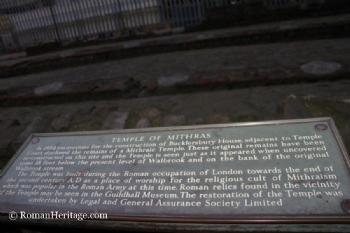 TEMPLE OF MITHRAS
In 1954 excavations for the construction of Bucklersbury House adjacent to Temple
Court disclosed the remains of a Mithraic Temple. These original remains have been
re-constructed on this site and the Temple is seen just as it appeared when uncovered
some 18 feet below the present level of Walbrook and on the bank of the original
Walbrook stream
The Temple was built during the Roman occupation of London towards the end of
the second century A.D as a place of worship for the religious cult of Mithraism
which was popular in the Roman Army at this time. Roman relics found in the vicinity
of the Temple may be seen in the Guildhall Museum. The restoration of the Temple was
undertaken by Legal and General Assurance Society Limited
© RomanHeritage.com